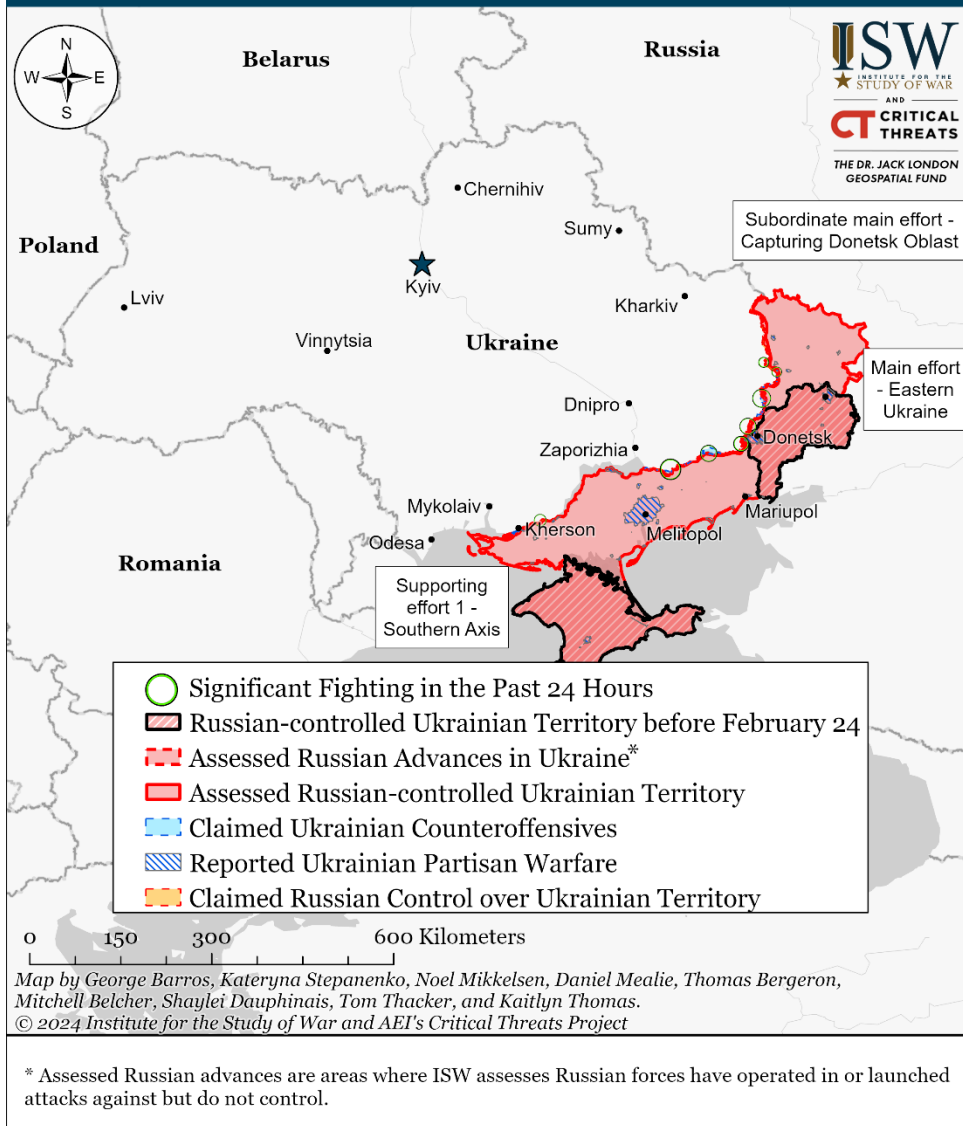 N
W
E
S
Belarus
Russia
ISW
INSTITUTE FOR THE
STUDY OF WAR
AND
CT CRITICAL
THREATS
THE DR. JACK LONDON
GEOSPATIAL FUND
Chernihiv
Subordinate main effort -
Capturing Donetsk Oblast
Sumy
Poland
Kyiv
Lviv
Kharkiv
Vinnytsia
Ukraine
Main effort
- Eastern
Ukraine
Dnipro
Donetsk
Zaporizhia
Mykolaiv
Mariupol
Kherson
Melitopol
Odesa
Romania
Supporting
effort 1 -
Southern Axis
Significant Fighting in the Past 24 Hours
Russian-controlled Ukrainian Territory before February 24
Assessed Russian Advances in Ukraine*
Assessed Russian-controlled Ukrainian Territory
Claimed Ukrainian Counteroffensives
Reported Ukrainian Partisan Warfare
Claimed Russian Control over Ukrainian Territory
0 150 300 600 Kilometers
Map by George Barros, Kateryna Stepanenko, Noel Mikkelsen, Daniel Mealie, Thomas Bergeron,
Mitchell Belcher, Shaylei Dauphinais, Tom Thacker, and Kaitlyn Thomas.
© 2024 Institute for the Study of War and AEI's Critical Threats Project
* Assessed Russian advances are areas where ISW assesses Russian forces have operated in or launched
attacks against but do not control.